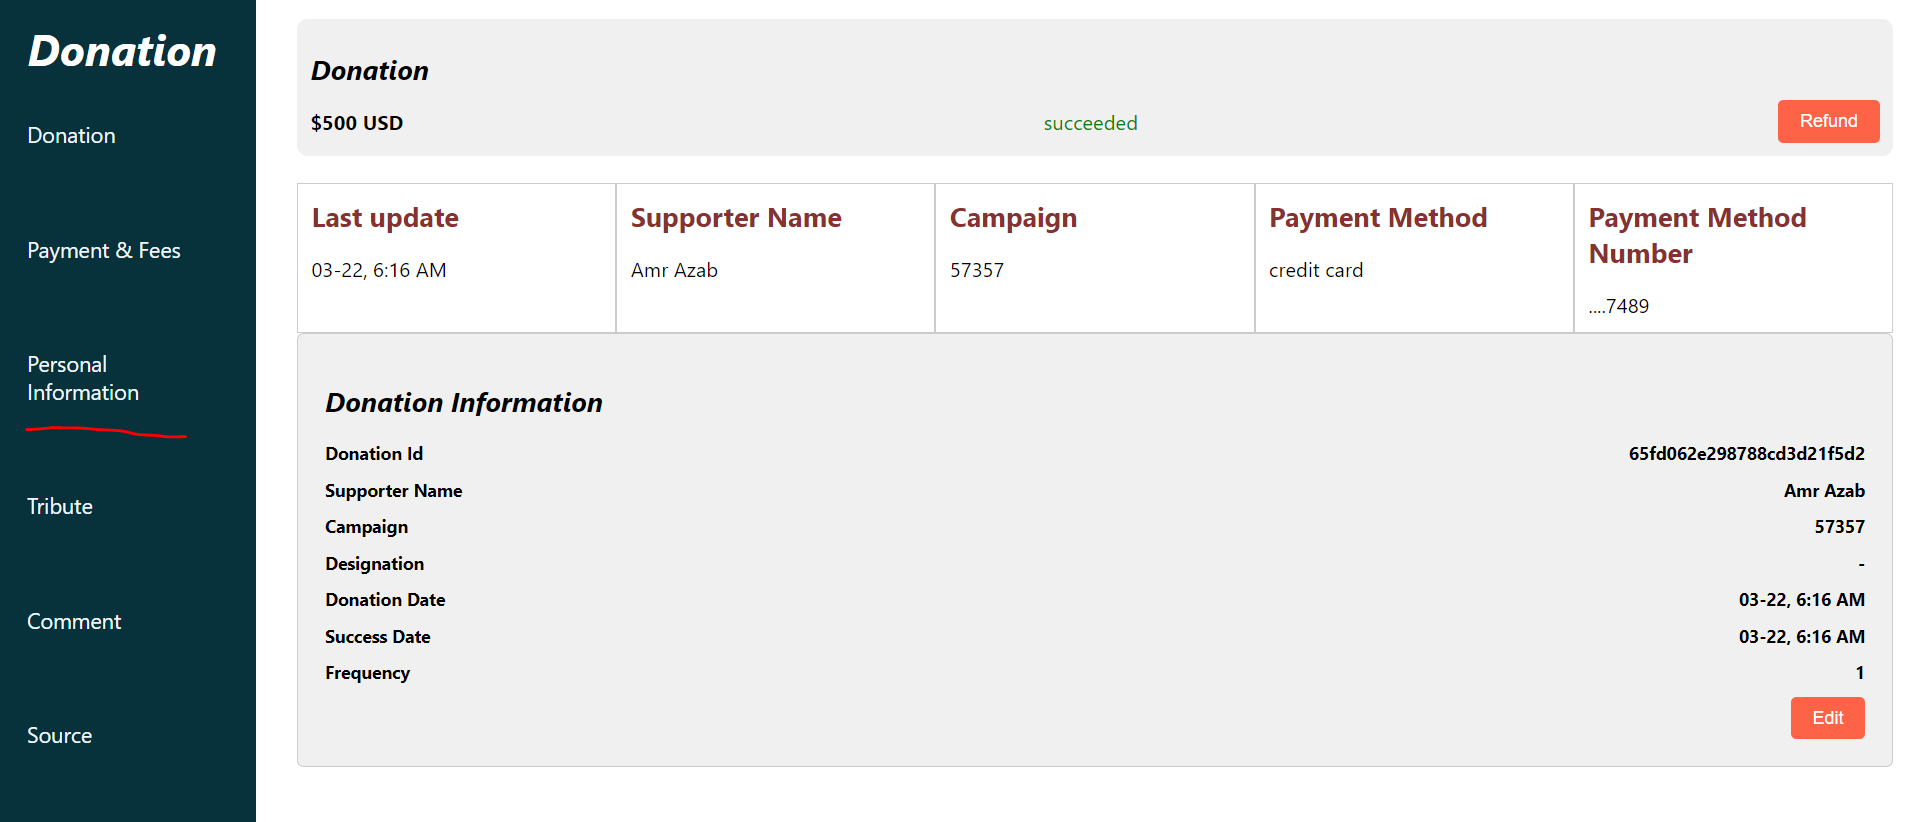 Donation
Donation
Payment & Fees
Personal
Information
Tribute
Comment
Source
Donation
$500 USD
succeeded
Refund
Last update
03-22, 6:16 AM
Supporter Name
Amr Azab
Campaign
57357
Payment Method
credit card
Payment Method
Number
....7489
Donation Information
Donation Id 65fd062e298788cd3d21f5d2
Supporter Name Amr Azab
Campaign 57357
Designation -
Donation Date 03-22, 6:16 AM
Success Date 03-22, 6:16 AM
Frequency 1
Edit